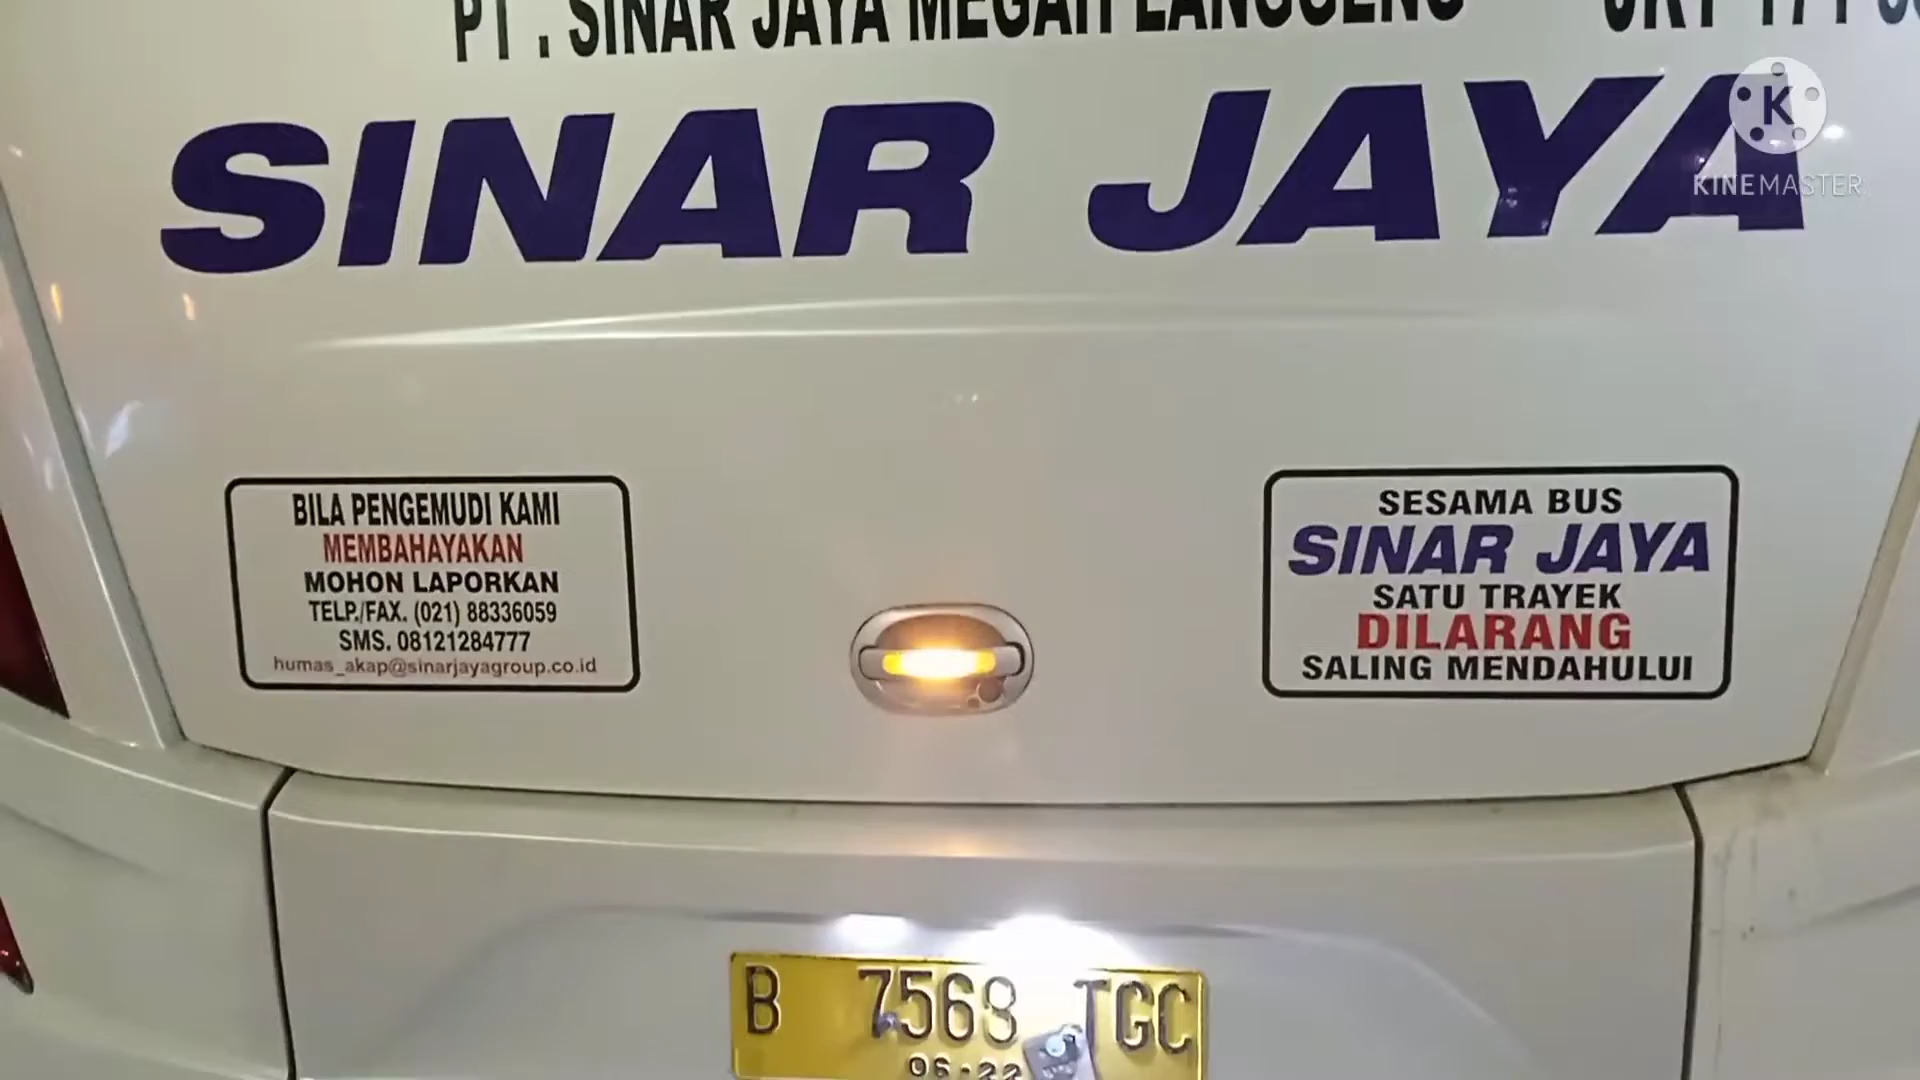 PT. SINAR JAYA MEGAH LANGGENG
SINAR JAYA
K
KINEMASTER
BILA PENGEMUDI KAMI
MEMBAHAYAKAN
MOHON LAPORKAN
TELP./FAX. (021) 88336059
SMS. 08121284777
humas_akap@sinarjayagroup.co.id
SESAMA BUS
SINAR JAYA
SATU TRAYEK
DILARANG
SALING MENDAHULUI
B 7568 TGC
06·22